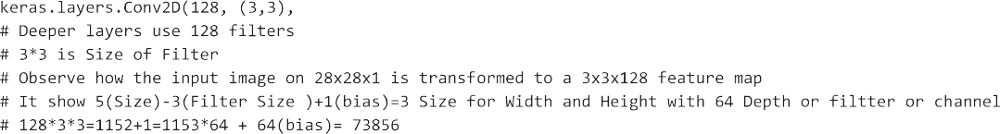 keras.layers.Conv2D(128, (3,3),
# Deeper layers use 128 filters
# 3*3 is Size of Filter
# Observe how the input image on 28x28x1 is transformed to a 3x3x128 feature map
# It show 5(Size)-3(Filter Size )+1(bias)=3 Size for Width and Height with 64 Depth or filtter or channel
# 128*3*3=1152+1=1153*64 + 64(bias)= 73856